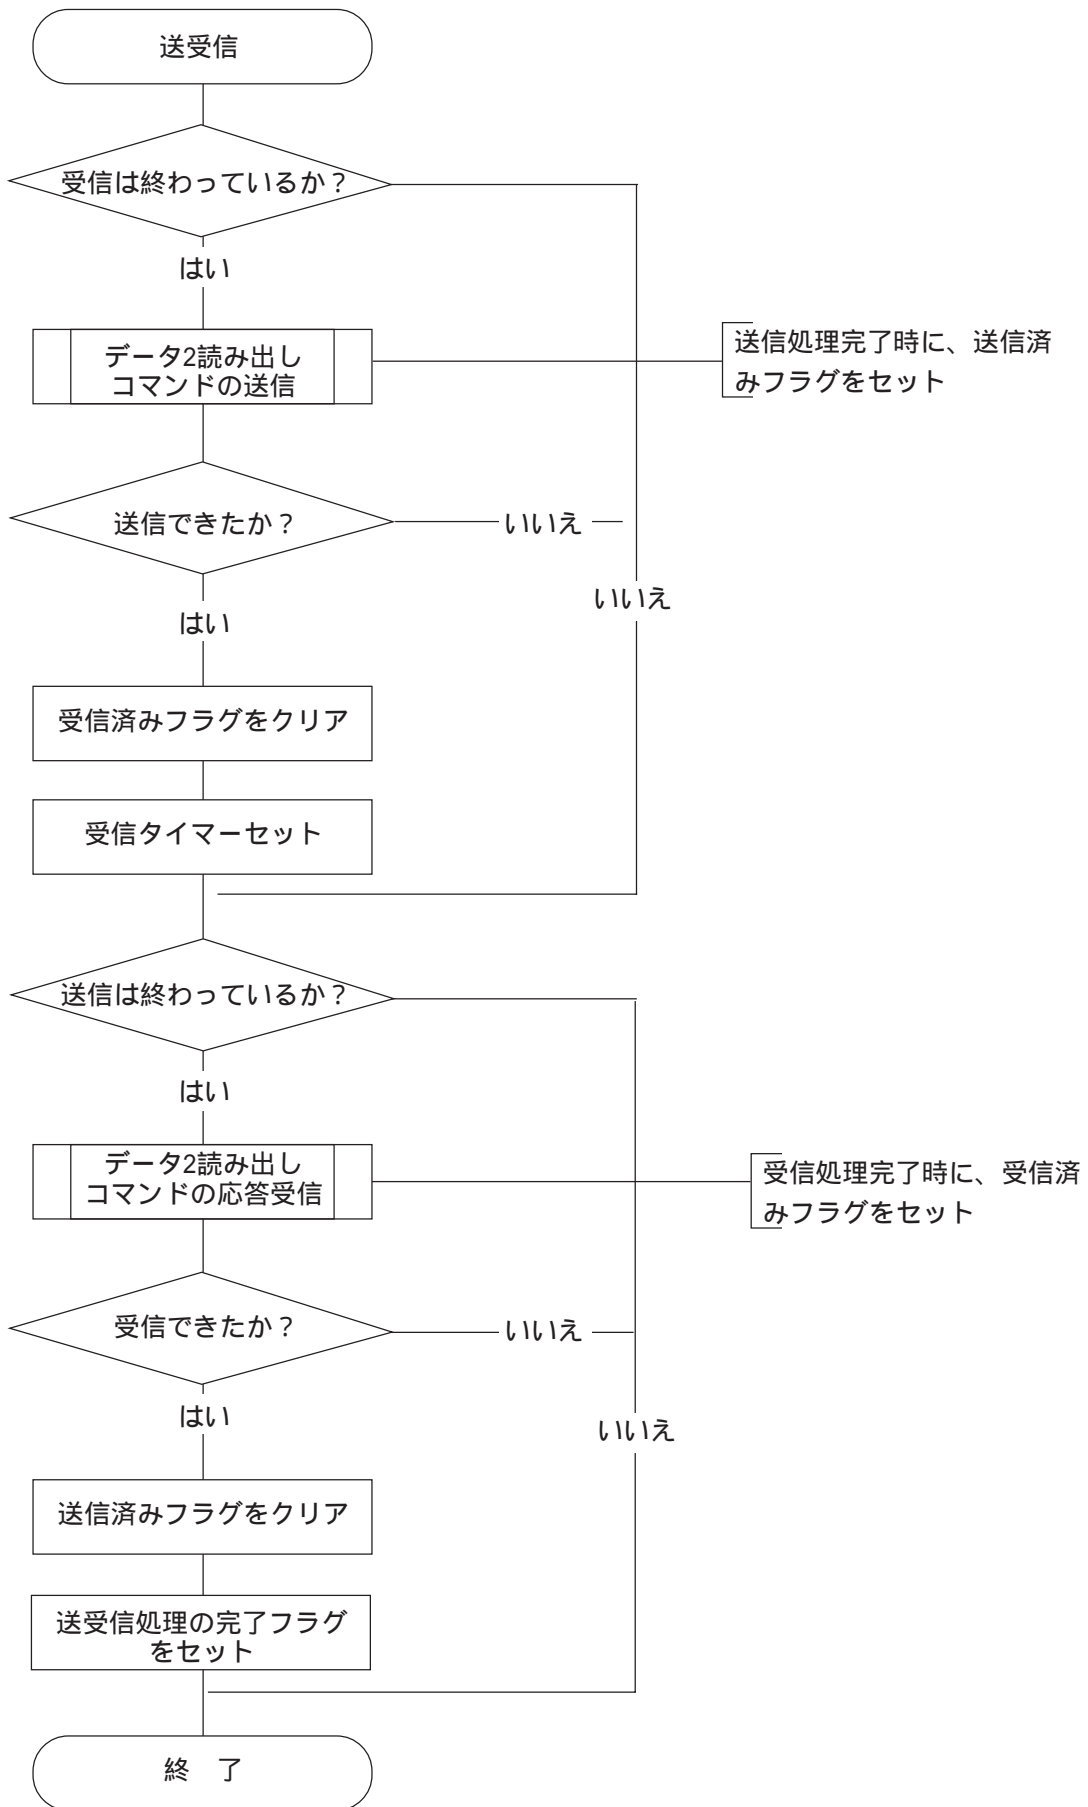 送受信
受信は終わっているか？
はい
データ2読み出し
コマンドの送信
送信処理完了時に、送信済
みフラグをセット
送信できたか？
いいえ
いいえ
はい
受信済みフラグをクリア
受信タイマーセット
送信は終わっているか？
はい
データ2読み出し
コマンドの応答受信
受信処理完了時に、受信済
みフラグをセット
受信できたか？
いいえ
はい
いいえ
送信済みフラグをクリア
送受信処理の完了フラグ
をセット
終　了